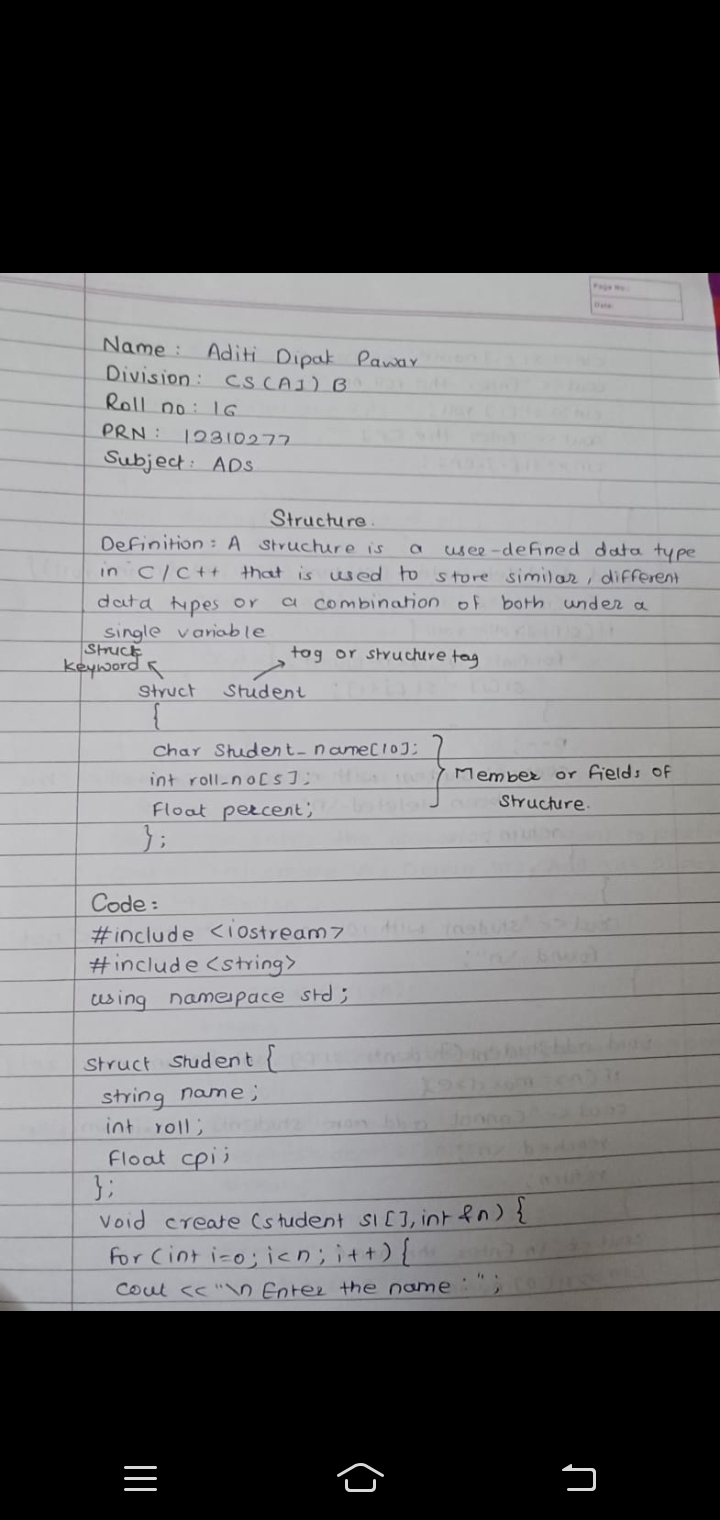 Page No.:
Date:
Name: Aditi Dipak Pawar
Division: CS(AI) B
Roll no: 16
PRN: 12310277
Subject: ADS
Structure.
Definition: A structure is a user-defined data type
in C/C++ that is used to store similar, different
data types or a combination of both under a
single variable
Struck
keyword
tag or structure tag
struct Student
{
char Student_name[10];
int roll_no[5];
Float percent;
};
Member or fields of
Structure.
Code:
#include <iostream>
#include <string>
using namespace std;
struct student {
string name;
int roll;
float cpi;
};
void create (student s1[], int &n) {
for (int i=0; i<n; i++) {
cout << "\n Enter the name : ";